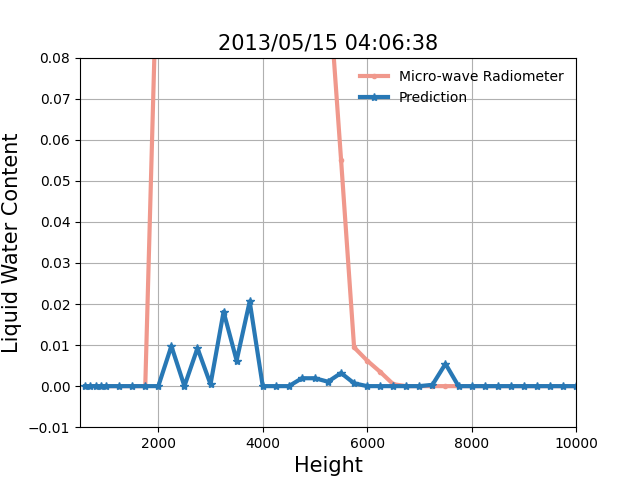 2013/05/15 04:06:38
0.08
0.07
0.06
0.05
0.04
0.03
0.02
0.01
0.00
−0.01
Liquid Water Content
Micro-wave Radiometer
Prediction
2000 4000 6000 8000 10000
Height